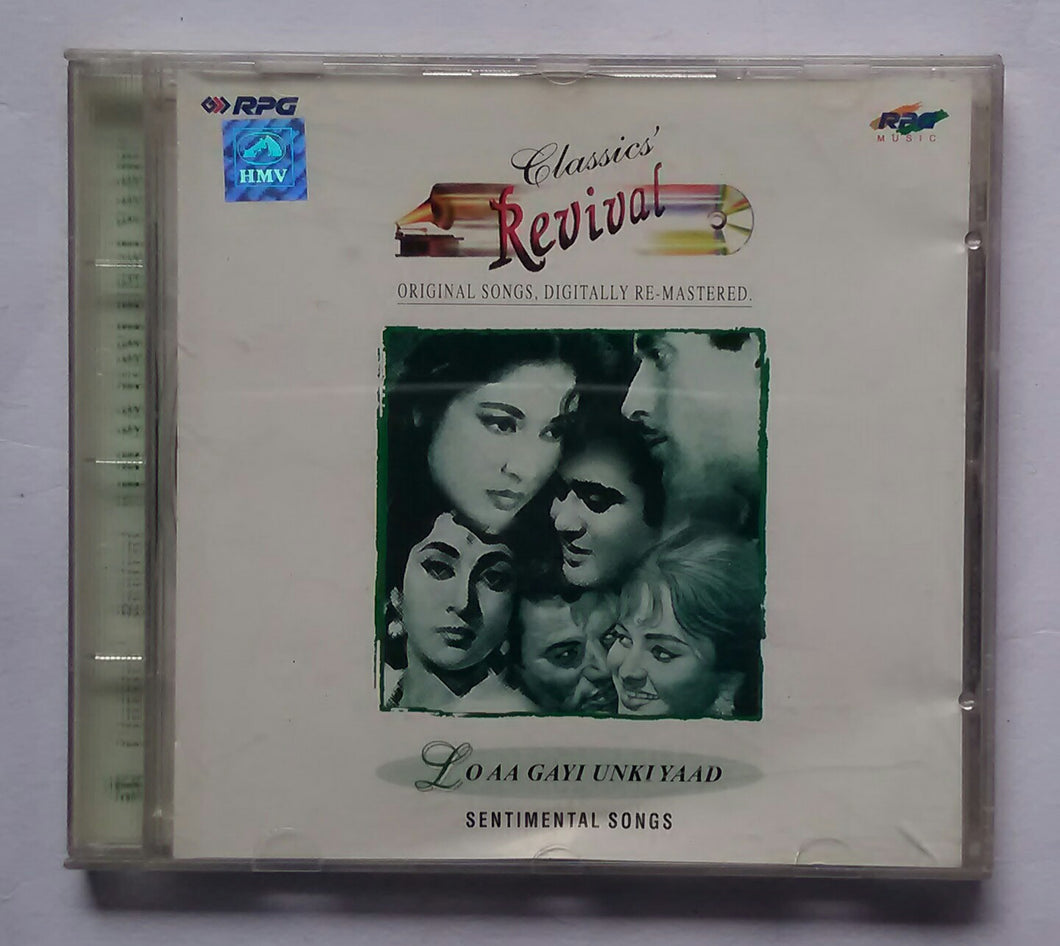 RPG
HMV
RPG
MUSIC
Classics'
Revival
ORIGINAL SONGS, DIGITALLY RE-MASTERED.
LO AA GAYI UNKI YAAD
SENTIMENTAL SONGS